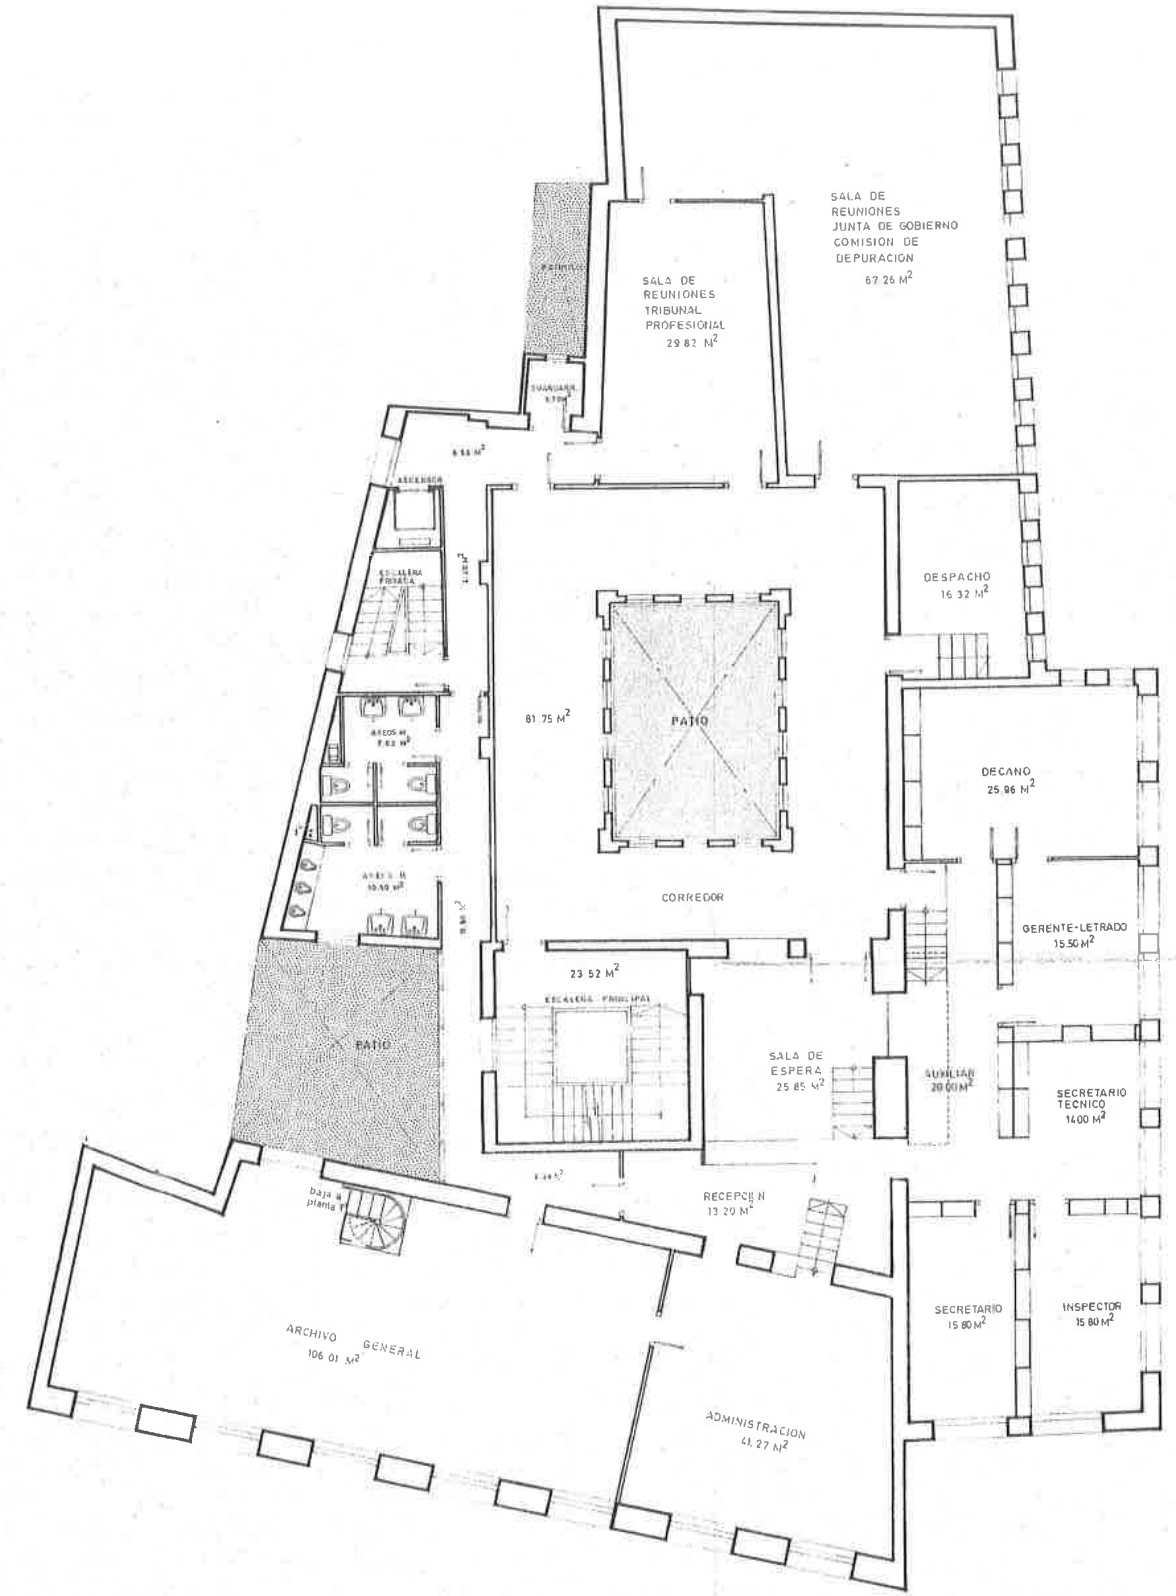 SALA DE
REUNIONES
JUNTA DE GOBIERNO
COMISION DE
DEPURACION
67.26 M²
SALA DE
REUNIONES
TRIBUNAL
PROFESIONAL
29.82 M²
ASCENSOR
ESCALERA
PRIVADA
DESPACHO
16.32 M²
81.75 M²
PATIO
DECANO
25.96 M²
10.40 M²
CORREDOR
GERENTE-LETRADO
15.50 M²
23.52 M²
ESCALERA PRINCIPAL
PATIO
SALA DE
ESPERA
25.85 M²
AUXILIAR
20.00 M²
SECRETARIO
TECNICO
14.00 M²
baja a
planta 1ª
RECEPCION
13.20 M²
SECRETARIO
15.80 M²
INSPECTOR
15.80 M²
ARCHIVO GENERAL
106.01 M²
ADMINISTRACION
41.27 M²